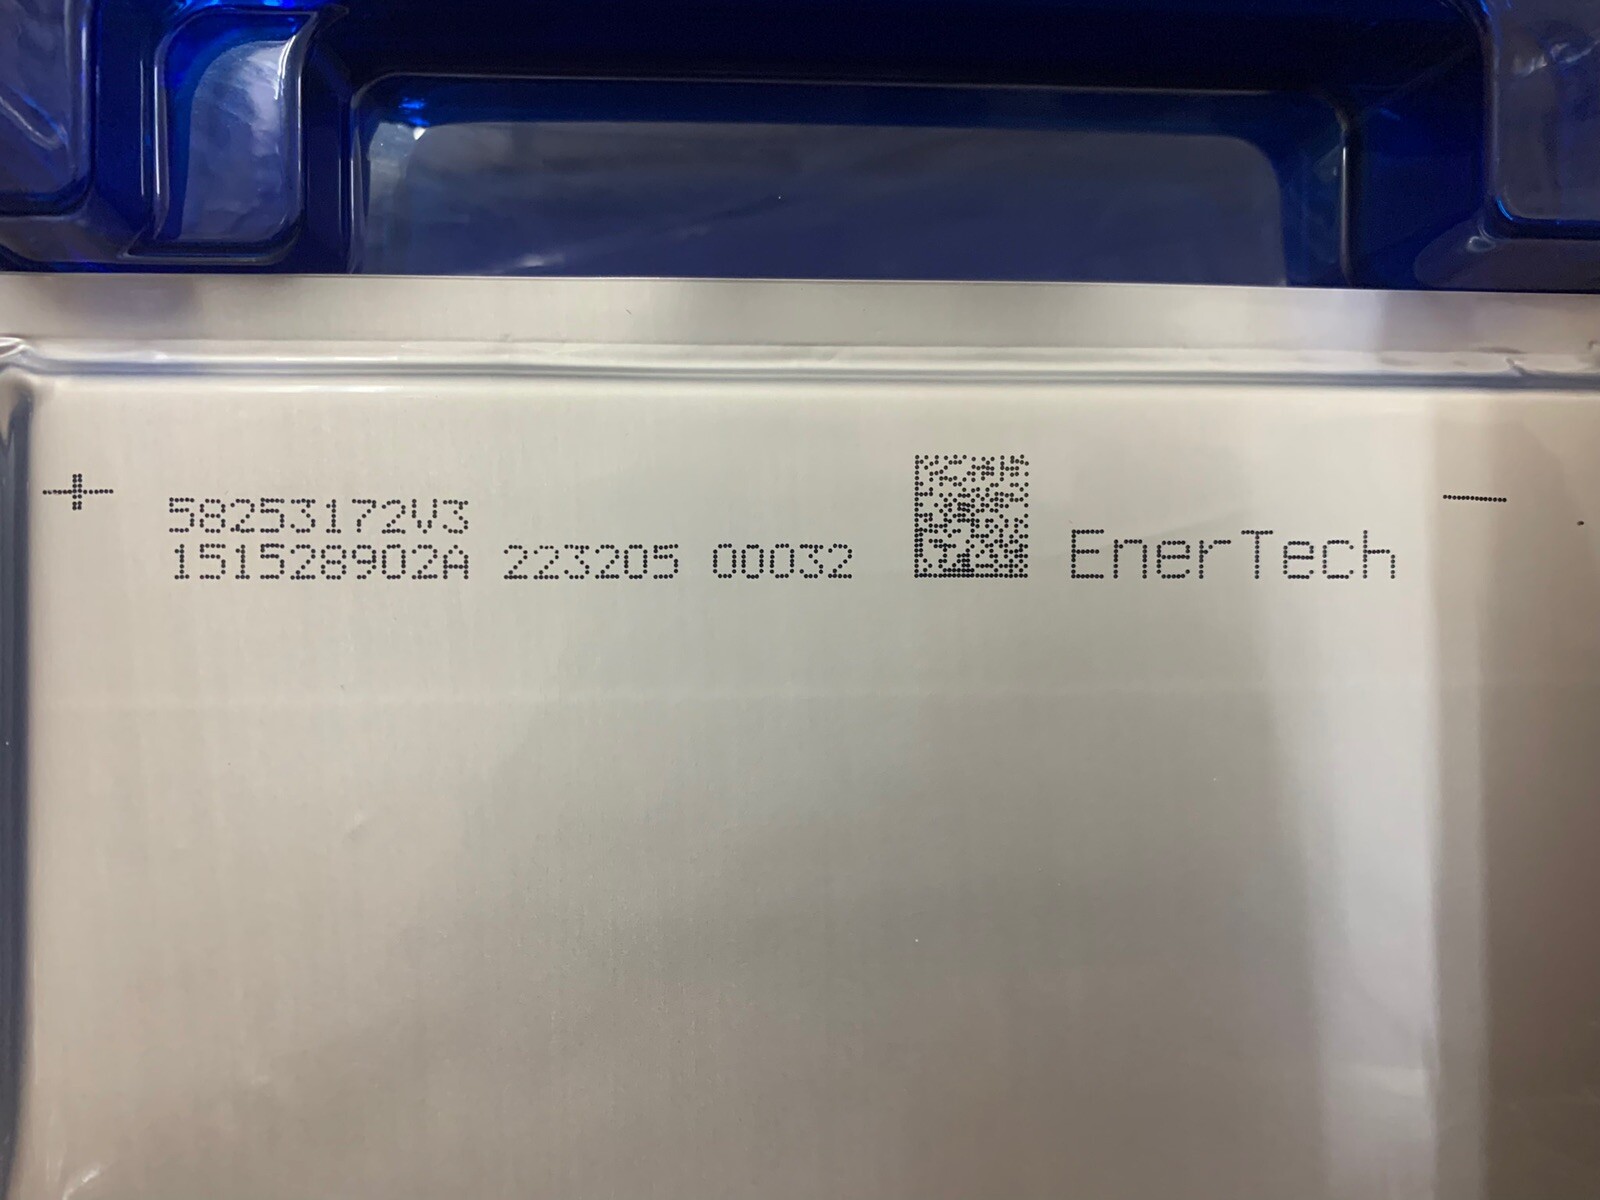 + -
58253172V3
151528902A 223205 00032 EnerTech